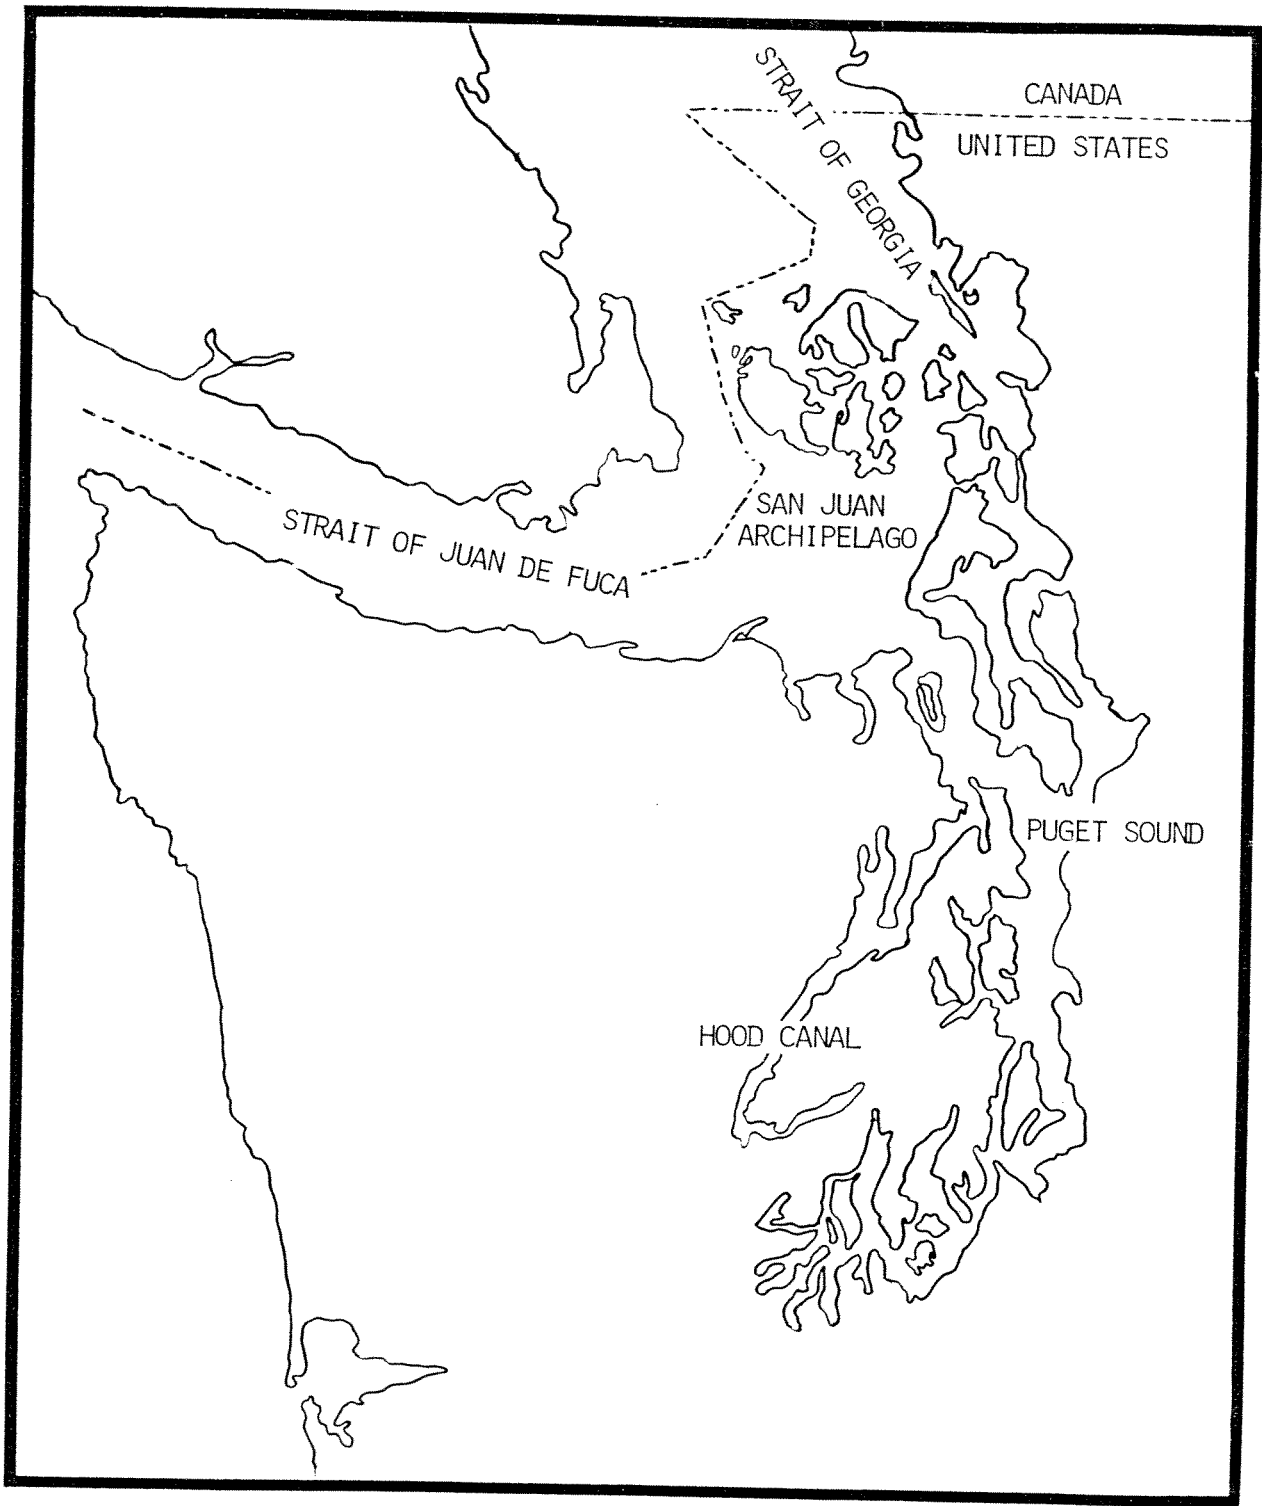 STRAIT OF GEORGIA
CANADA
UNITED STATES
SAN JUAN
ARCHIPELAGO
STRAIT OF JUAN DE FUCA
PUGET SOUND
HOOD CANAL